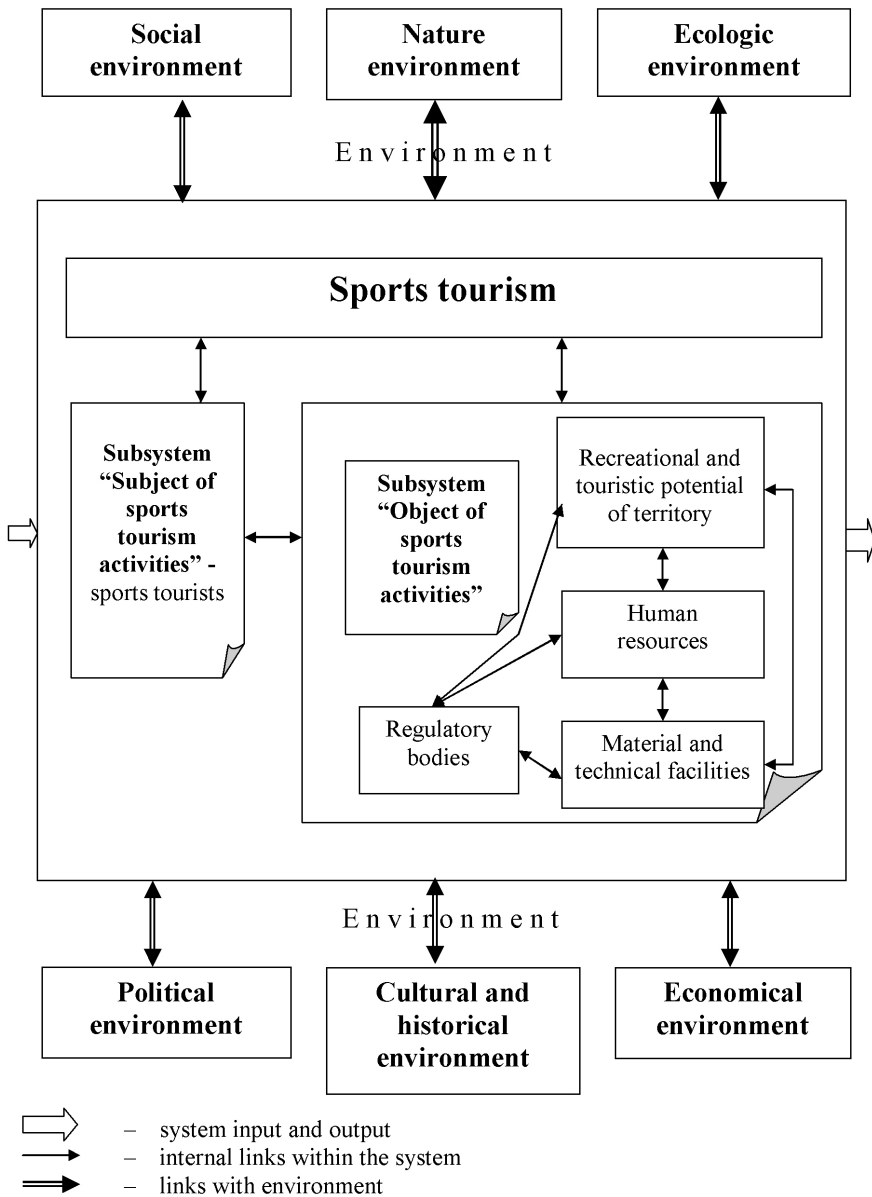 Social
environment
Nature
environment
Ecologic
environment
Environment
Sports tourism
Subsystem
“Subject of
sports
tourism
activities” -
sports tourists
Subsystem
“Object of
sports
tourism
activities”
Recreational and
touristic potential
of territory
Human
resources
Regulatory
bodies
Material and
technical facilities
Environment
Political
environment
Cultural and
historical
environment
Economical
environment
– system input and output
– internal links within the system
– links with environment